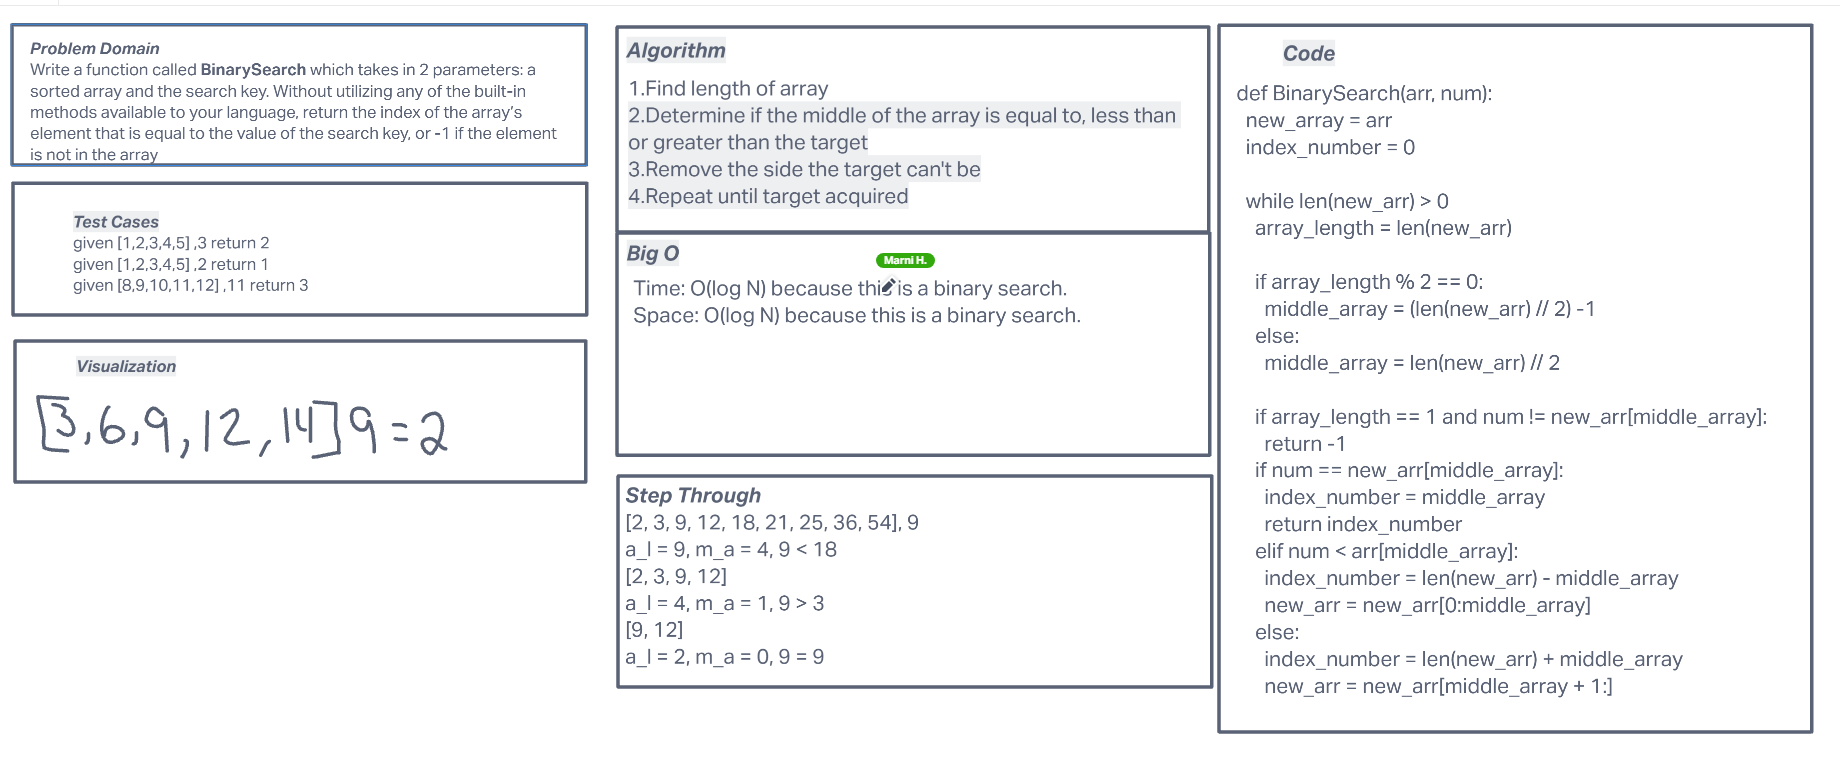 Problem Domain
Write a function called BinarySearch which takes in 2 parameters: a
sorted array and the search key. Without utilizing any of the built-in
methods available to your language, return the index of the array's
element that is equal to the value of the search key, or -1 if the element
is not in the array
Test Cases
given [1,2,3,4,5] ,3 return 2
given [1,2,3,4,5] ,2 return 1
given [8,9,10,11,12] ,11 return 3
Visualization
[3,6,9,12,14] 9 = 2
Algorithm
1.Find length of array
2.Determine if the middle of the array is equal to, less than
or greater than the target
3.Remove the side the target can't be
4.Repeat until target acquired
Big O
Marni H.
Time: O(log N) because this is a binary search.
Space: O(log N) because this is a binary search.
Step Through
[2, 3, 9, 12, 18, 21, 25, 36, 54], 9
a_l = 9, m_a = 4, 9 < 18
[2, 3, 9, 12]
a_l = 4, m_a = 1, 9 > 3
[9, 12]
a_l = 2, m_a = 0, 9 = 9
Code
def BinarySearch(arr, num):
new_array = arr
index_number = 0
while len(new_arr) > 0
array_length = len(new_arr)
if array_length % 2 == 0:
middle_array = (len(new_arr) // 2) -1
else:
middle_array = len(new_arr) // 2
if array_length == 1 and num != new_arr[middle_array]:
return -1
if num == new_arr[middle_array]:
index_number = middle_array
return index_number
elif num < arr[middle_array]:
index_number = len(new_arr) - middle_array
new_arr = new_arr[0:middle_array]
else:
index_number = len(new_arr) + middle_array
new_arr = new_arr[middle_array + 1:]